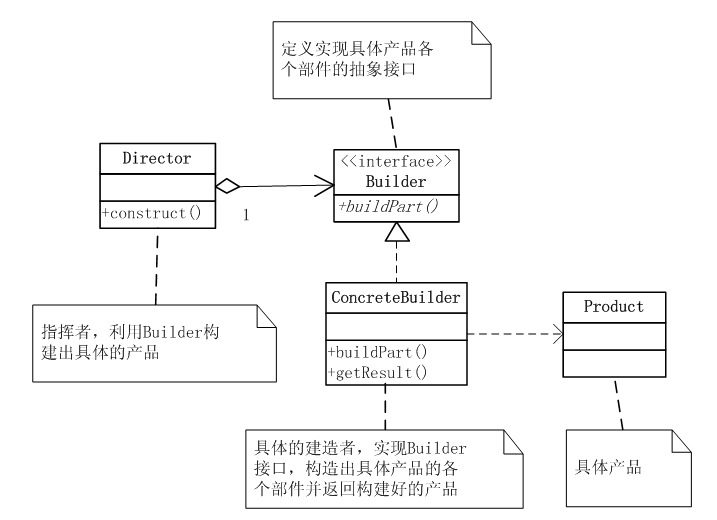 定义实现具体产品各
个部件的抽象接口
Director
+construct()
1
<<interface>>
Builder
+buildPart()
指挥者，利用Builder构
建出具体的产品
ConcreteBuilder
+buildPart()
+getResult()
Product
具体的建造者，实现Builder
接口，构造出具体产品的各
个部件并返回构建好的产品
具体产品